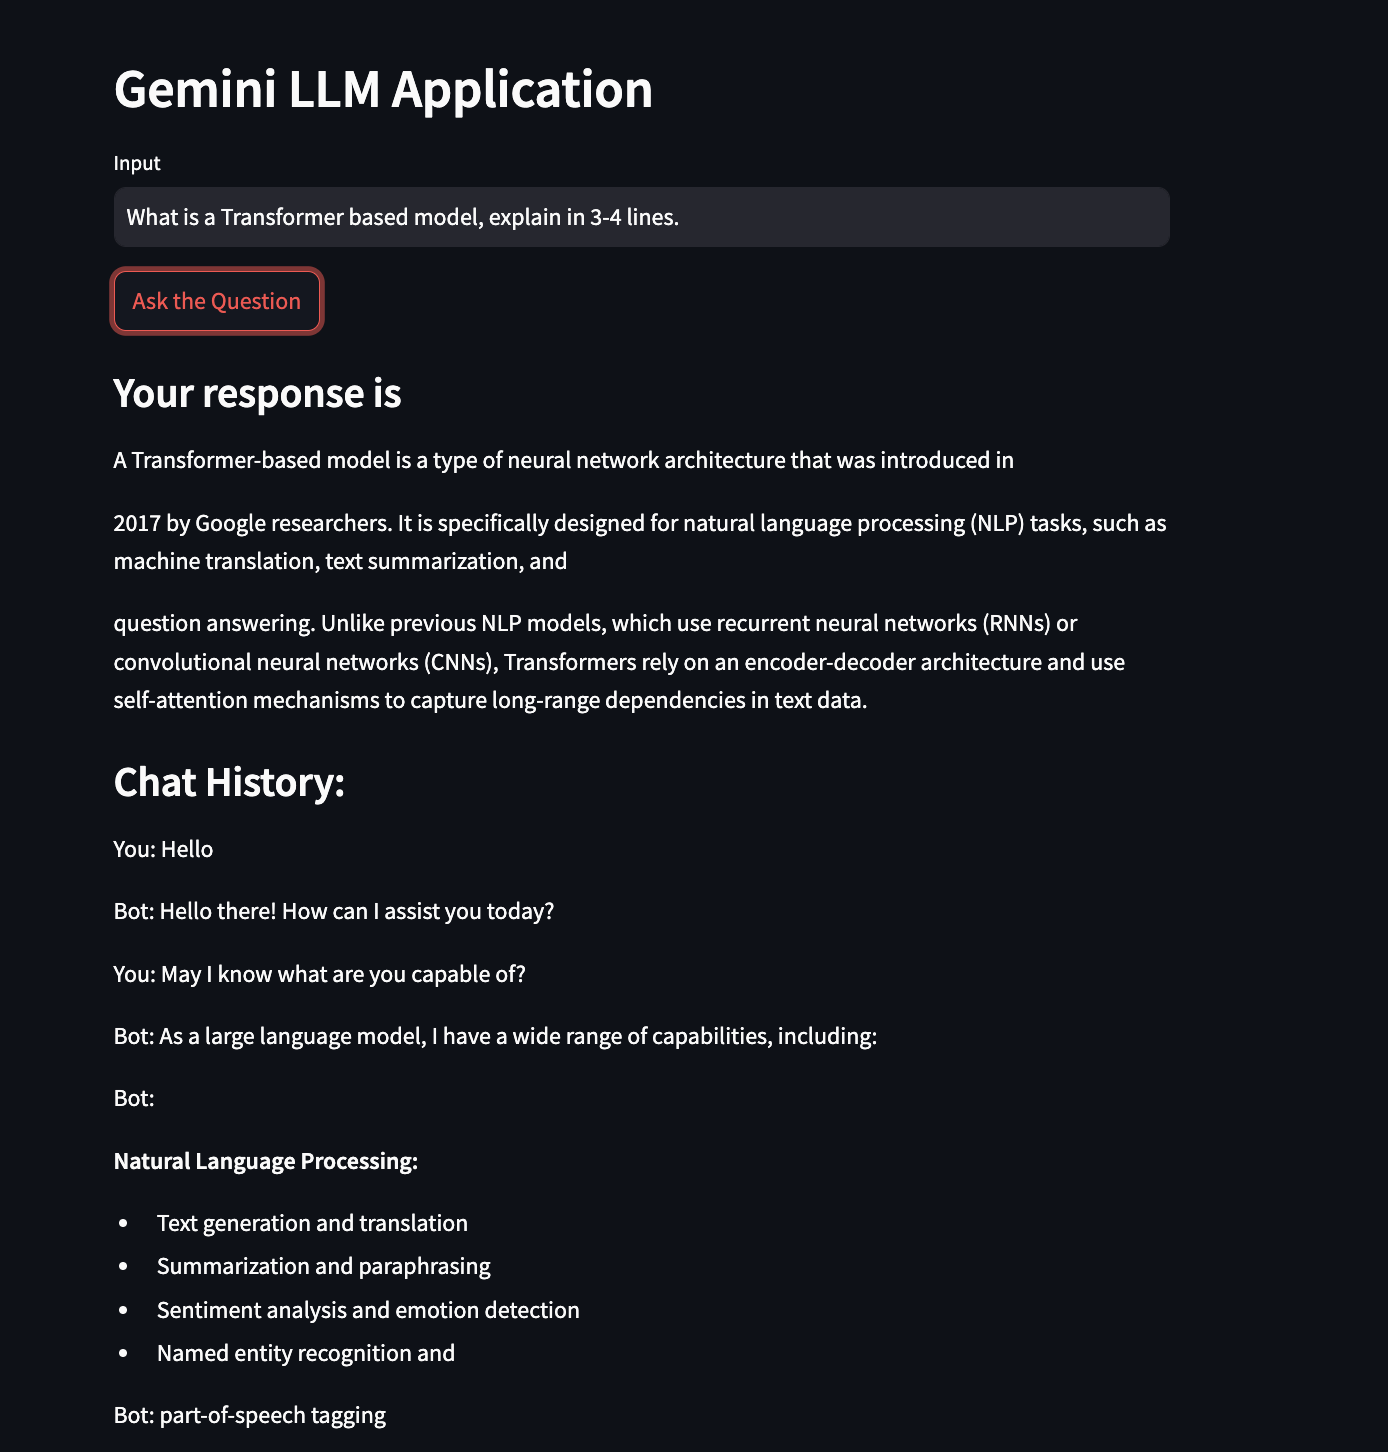 Gemini LLM Application
Input
What is a Transformer based model, explain in 3-4 lines.
Ask the Question
Your response is
A Transformer-based model is a type of neural network architecture that was introduced in
2017 by Google researchers. It is specifically designed for natural language processing (NLP) tasks, such as
machine translation, text summarization, and
question answering. Unlike previous NLP models, which use recurrent neural networks (RNNs) or
convolutional neural networks (CNNs), Transformers rely on an encoder-decoder architecture and use
self-attention mechanisms to capture long-range dependencies in text data.
Chat History:
You: Hello
Bot: Hello there! How can I assist you today?
You: May I know what are you capable of?
Bot: As a large language model, I have a wide range of capabilities, including:
Bot:
Natural Language Processing:
• Text generation and translation
• Summarization and paraphrasing
• Sentiment analysis and emotion detection
• Named entity recognition and
Bot: part-of-speech tagging